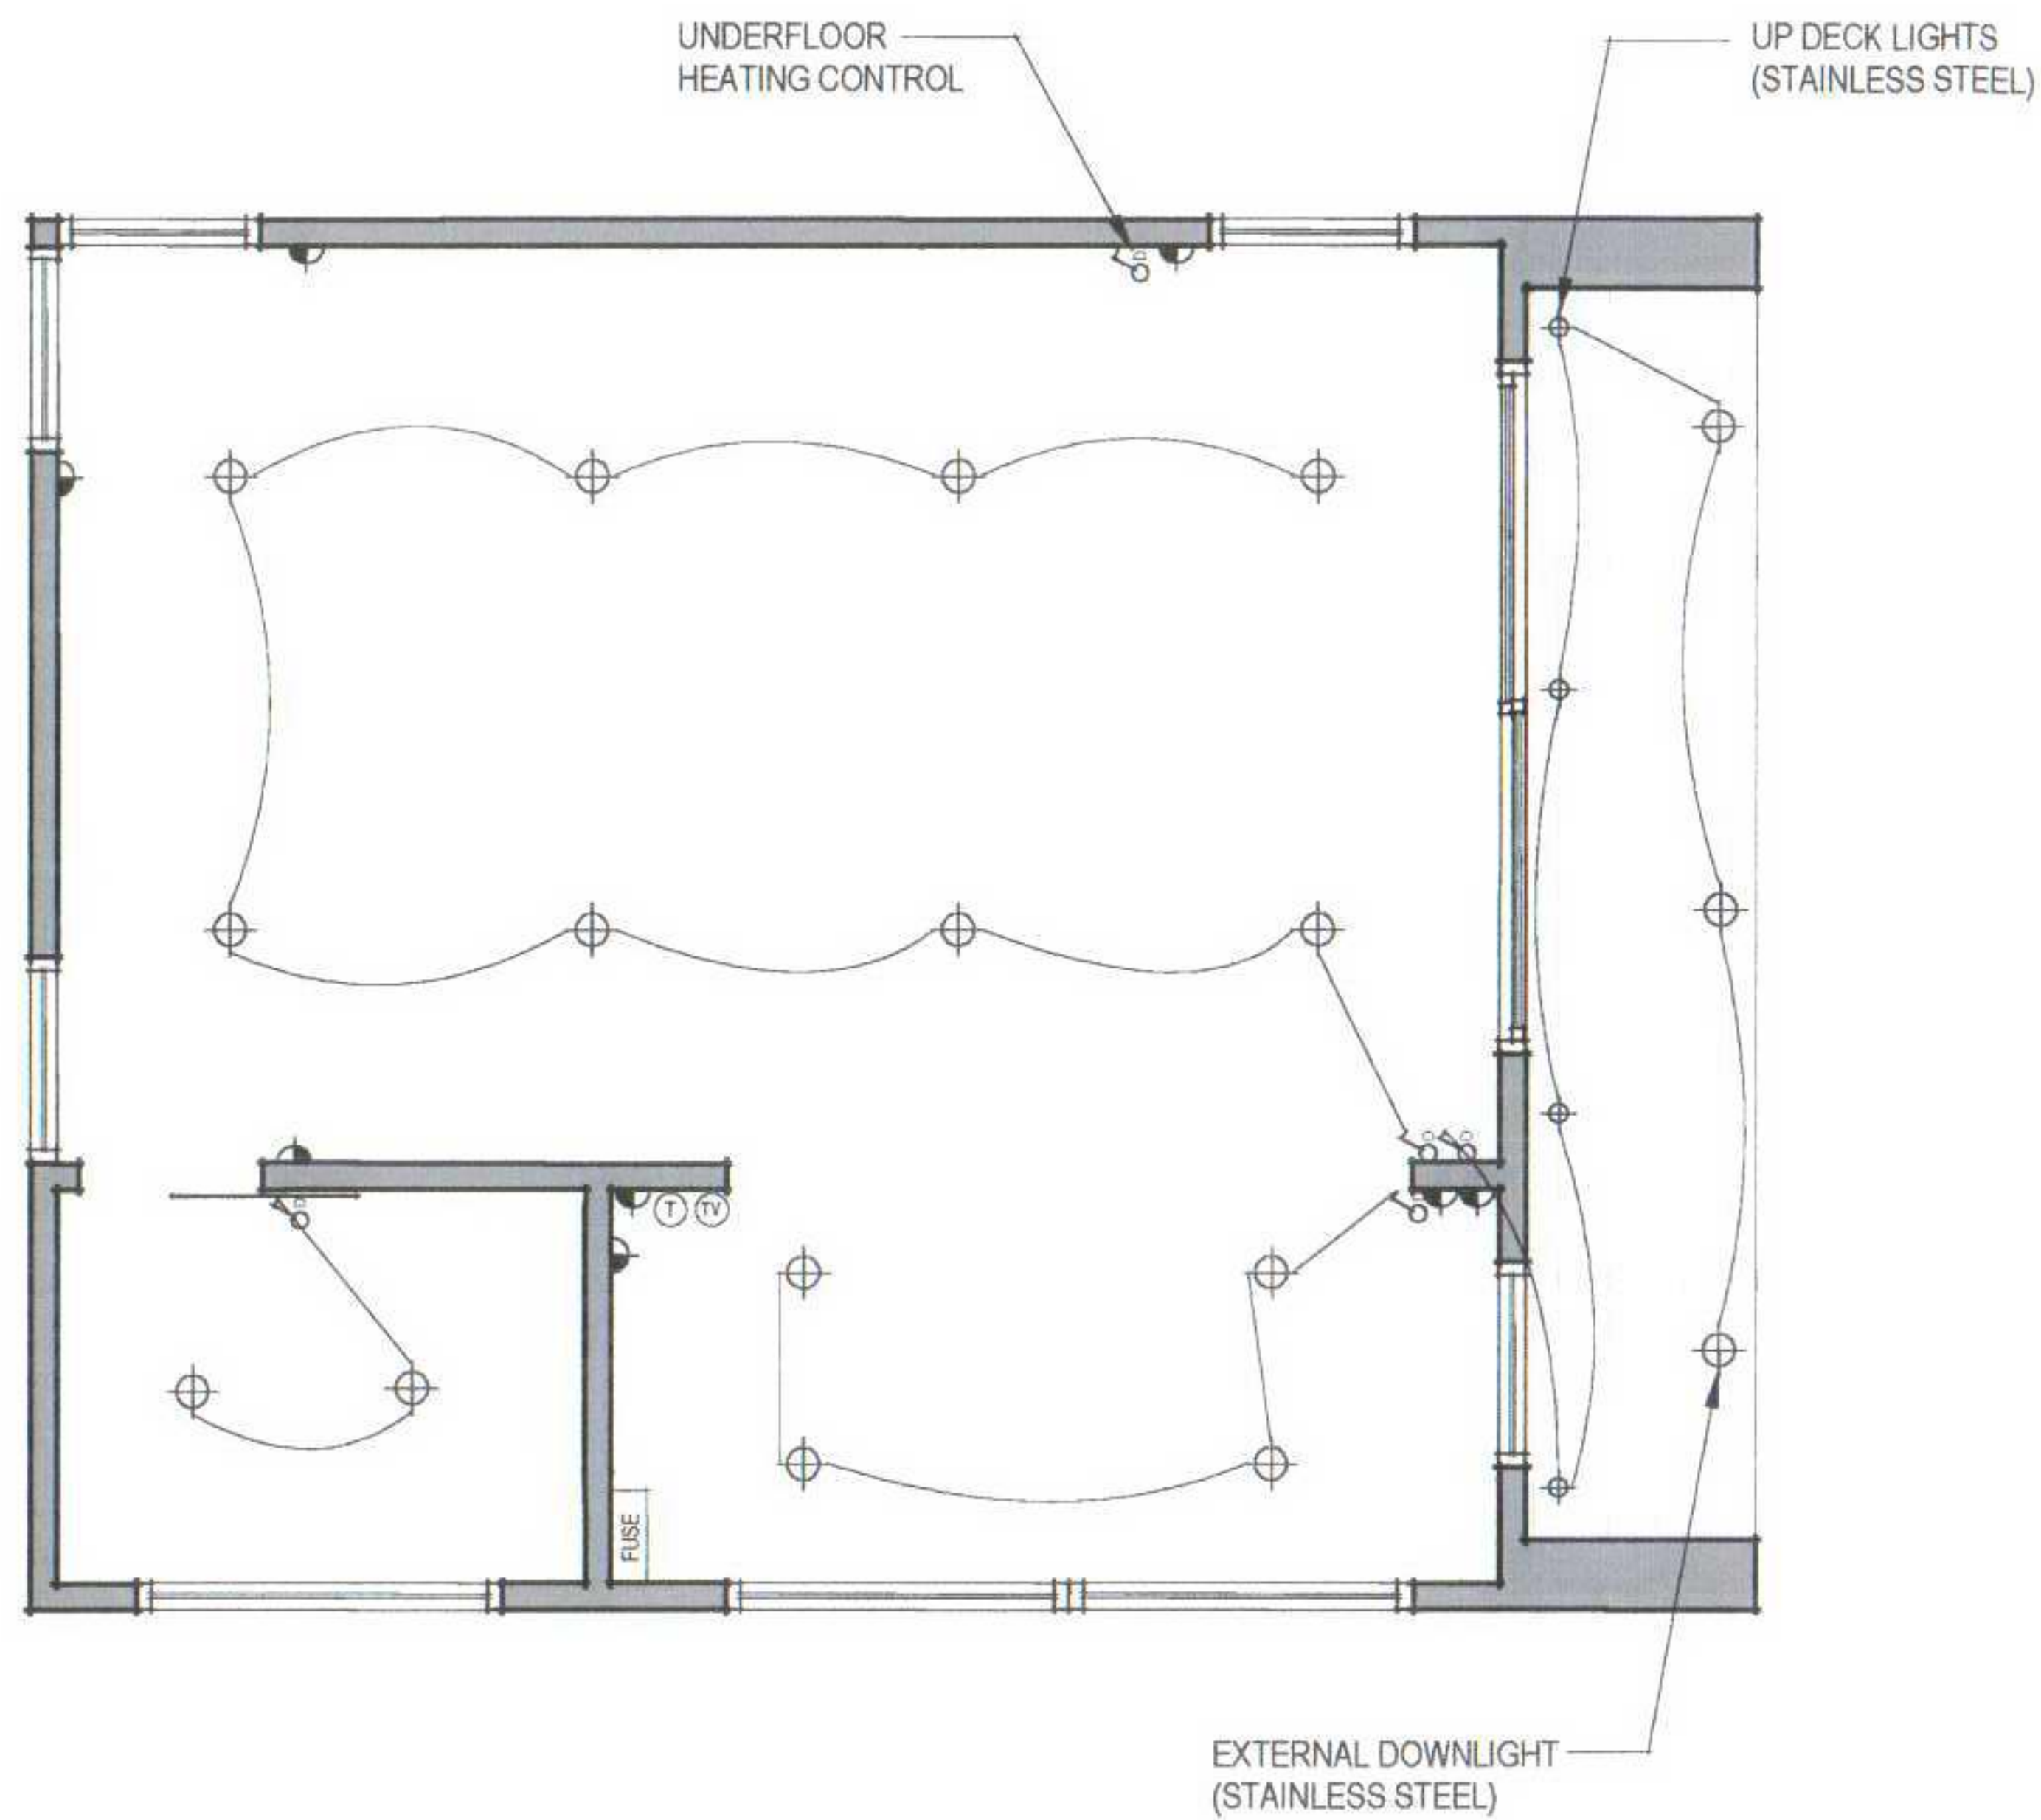 UNDERFLOOR
HEATING CONTROL
UP DECK LIGHTS
(STAINLESS STEEL)
D
D
D
D
T
TV
D
FUSE
EXTERNAL DOWNLIGHT
(STAINLESS STEEL)